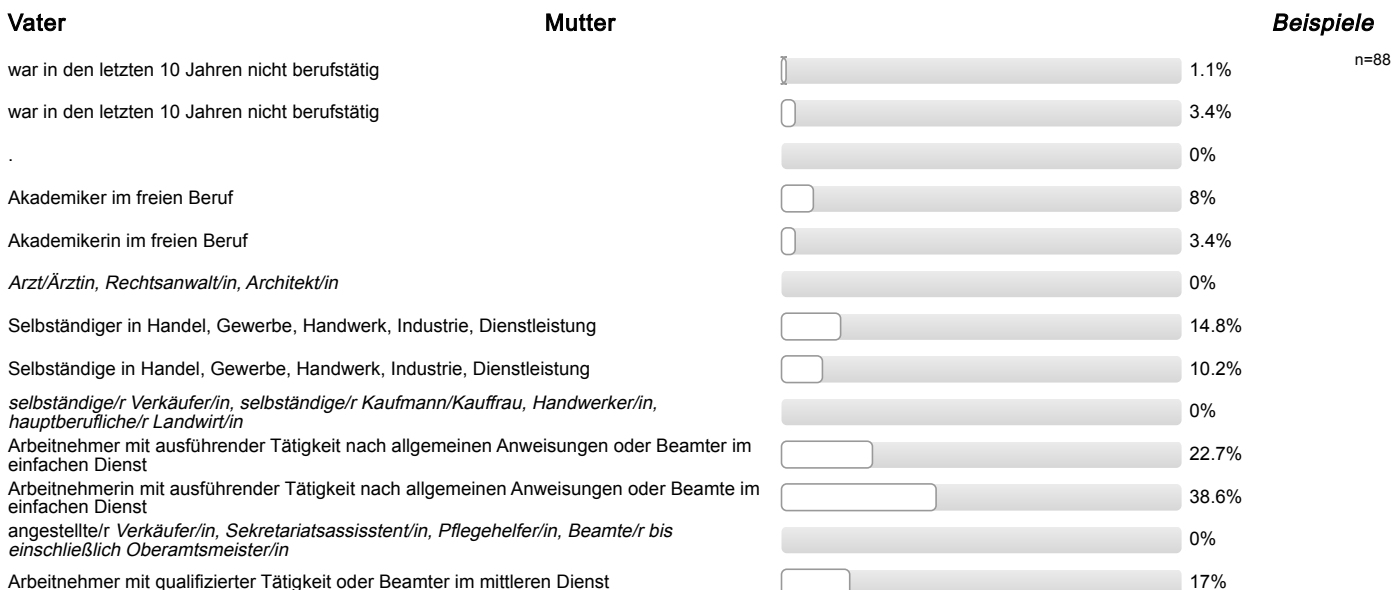 Vater Mutter Beispiele
war in den letzten 10 Jahren nicht berufstätig 1.1% n=88
war in den letzten 10 Jahren nicht berufstätig 3.4%
. 0%
Akademiker im freien Beruf 8%
Akademikerin im freien Beruf 3.4%
Arzt/Ärztin, Rechtsanwalt/in, Architekt/in 0%
Selbständiger in Handel, Gewerbe, Handwerk, Industrie, Dienstleistung 14.8%
Selbständige in Handel, Gewerbe, Handwerk, Industrie, Dienstleistung 10.2%
selbständige/r Verkäufer/in, selbständige/r Kaufmann/Kauffrau, Handwerker/in,
hauptberufliche/r Landwirt/in 0%
Arbeitnehmer mit ausführender Tätigkeit nach allgemeinen Anweisungen oder Beamter im
einfachen Dienst 22.7%
Arbeitnehmerin mit ausführender Tätigkeit nach allgemeinen Anweisungen oder Beamte im
einfachen Dienst 38.6%
angestellte/r Verkäufer/in, Sekretariatsassisstent/in, Pflegehelfer/in, Beamte/r bis
einschließlich Oberamtsmeister/in 0%
Arbeitnehmer mit qualifizierter Tätigkeit oder Beamter im mittleren Dienst 17%